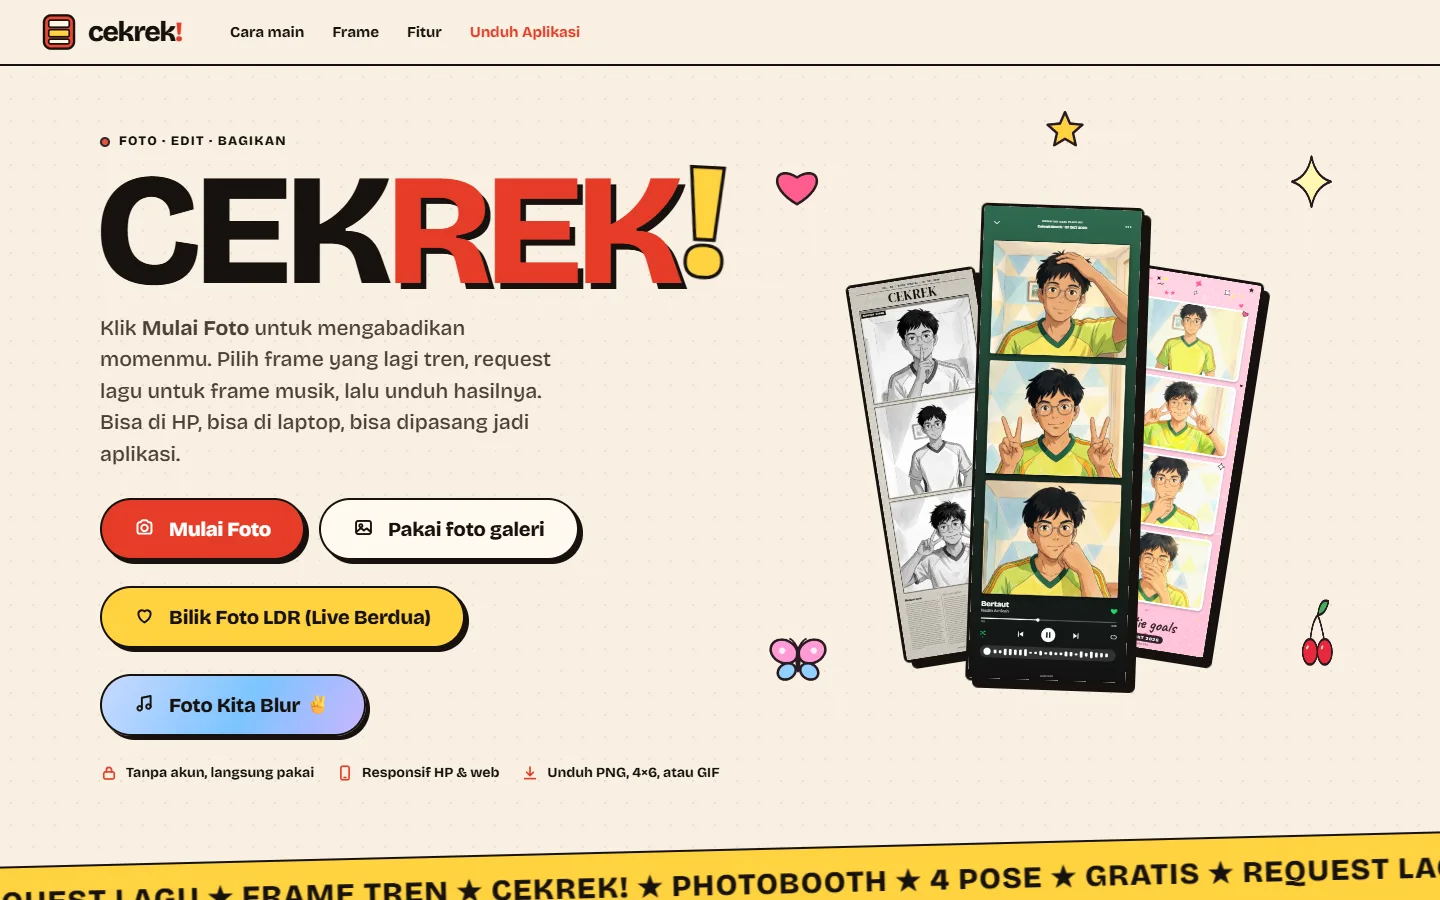 cekrek!
Cara main
Frame
Fitur
Unduh Aplikasi
FOTO · EDIT · BAGIKAN
CEKREK!
Klik Mulai Foto untuk mengabadikan
momenmu. Pilih frame yang lagi tren, request
lagu untuk frame musik, lalu unduh hasilnya.
Bisa di HP, bisa di laptop, bisa dipasang jadi
aplikasi.
Mulai Foto
Pakai foto galeri
Bilik Foto LDR (Live Berdua)
Foto Kita Blur ✌️
Tanpa akun, langsung pakai
Responsif HP & web
Unduh PNG, 4×6, atau GIF
CEKREK
Bertaut
goals
QUEST LAGU ★ FRAME TREN ★ CEKREK! ★ PHOTOBOOTH ★ 4 POSE ★ GRATIS ★ REQUEST LAG